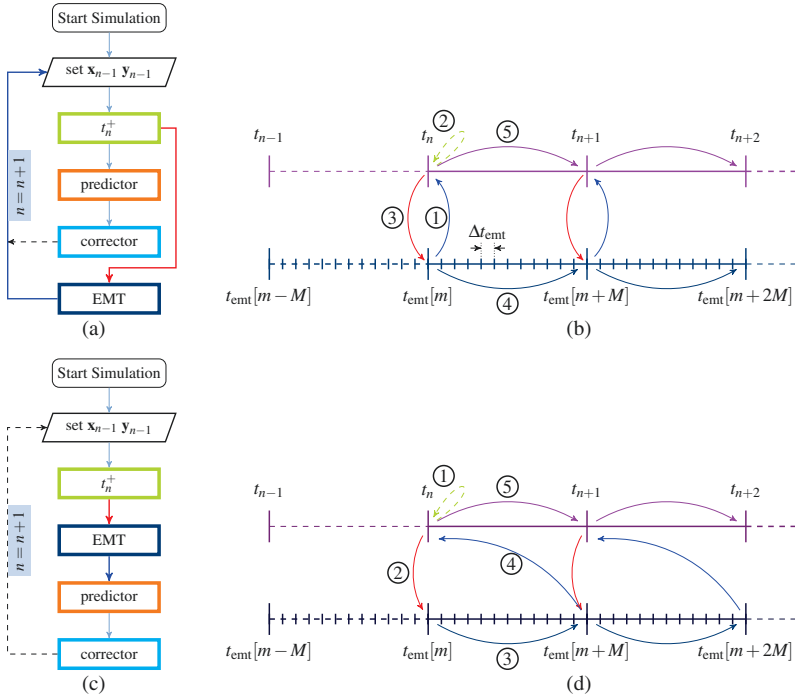 Start Simulation
set x_{n−1} y_{n−1}
t_n^+
predictor
n = n+1
corrector
EMT
(a)
②
t_{n−1}
t_n
⑤
t_{n+1}
t_{n+2}
③
①
Δt_emt
t_emt[m−M]
t_emt[m]
④
t_emt[m+M]
t_emt[m+2M]
(b)
Start Simulation
set x_{n−1} y_{n−1}
t_n^+
EMT
n = n+1
predictor
corrector
(c)
①
t_{n−1}
t_n
⑤
t_{n+1}
t_{n+2}
②
④
t_emt[m−M]
t_emt[m]
③
t_emt[m+M]
t_emt[m+2M]
(d)